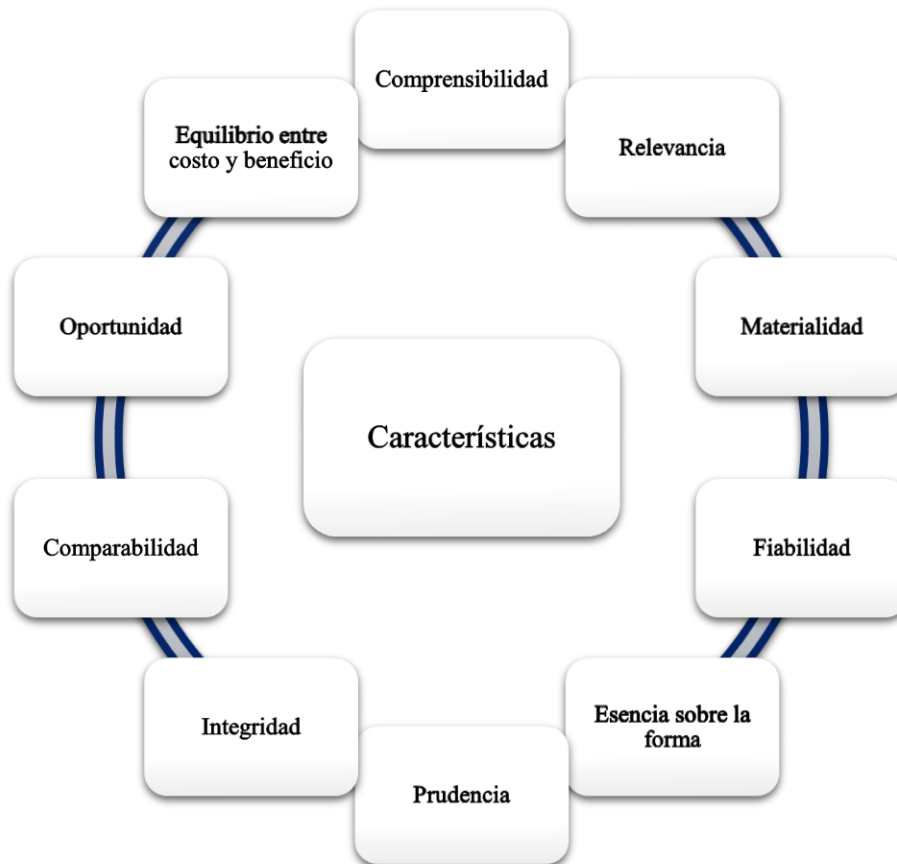 Comprensibilidad
Relevancia
Materialidad
Fiabilidad
Esencia sobre la
forma
Prudencia
Integridad
Comparabilidad
Oportunidad
Equilibrio entre
costo y beneficio
Características